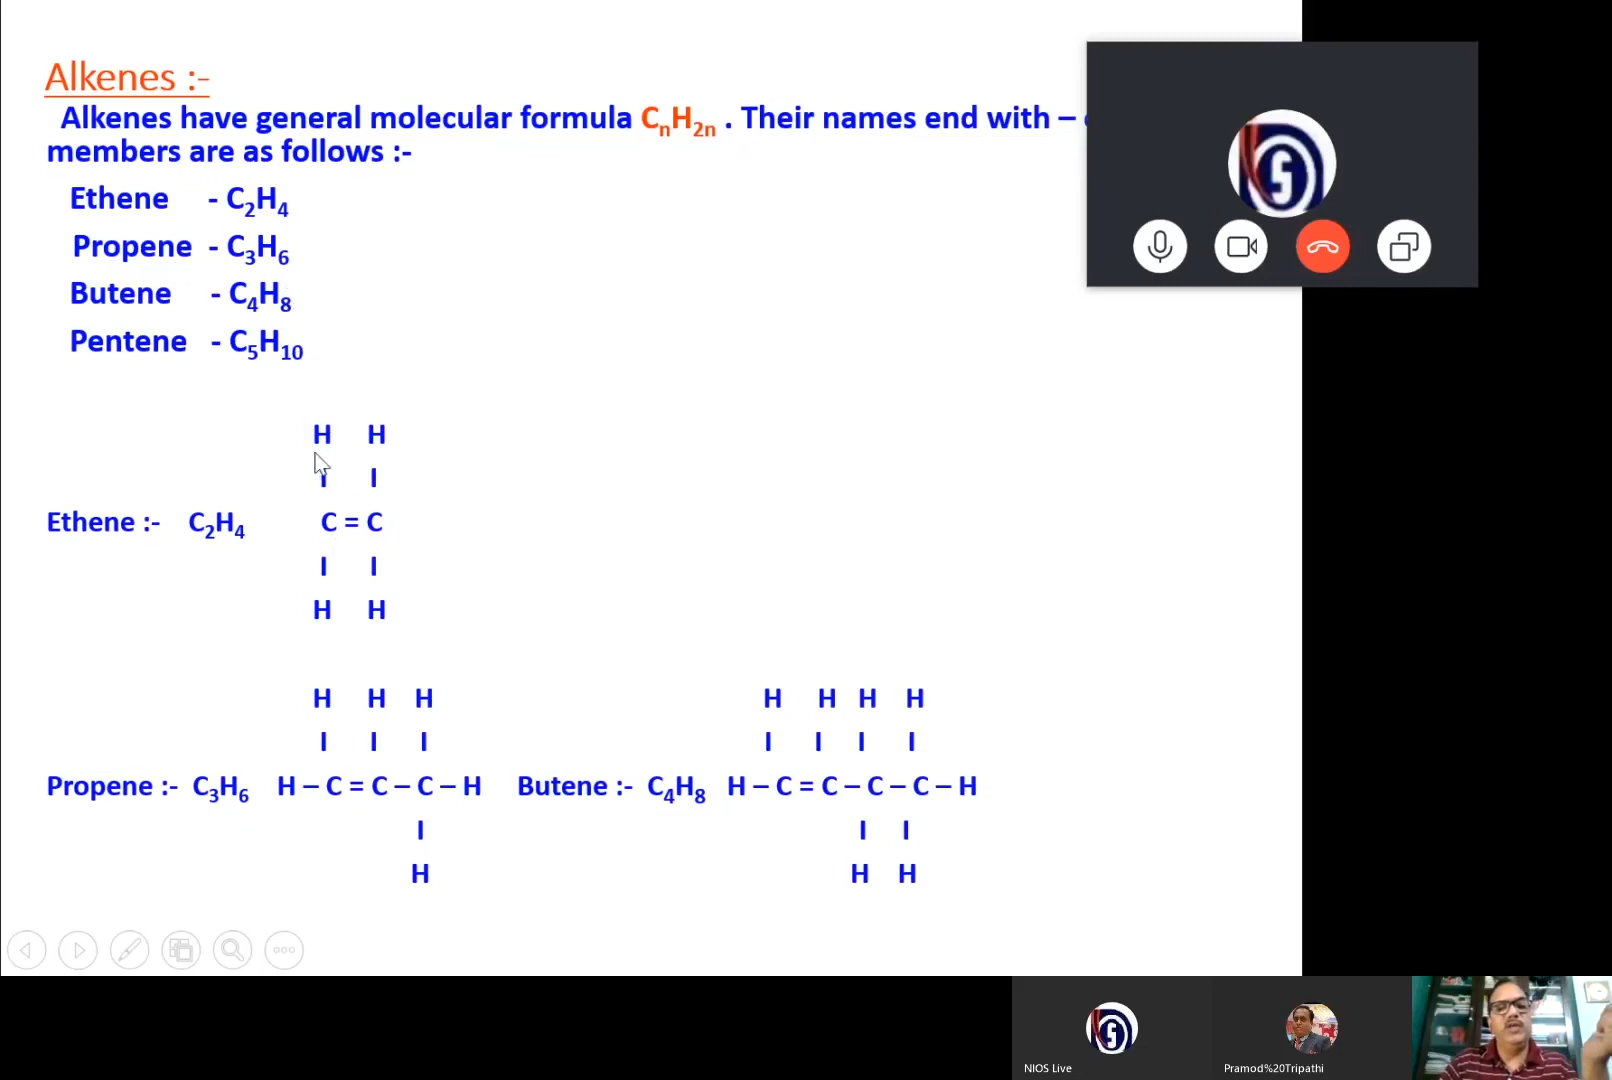 Alkenes :-
Alkenes have general molecular formula CₙH₂ₙ . Their names end with –
members are as follows :-
Ethene - C₂H₄
Propene - C₃H₆
Butene - C₄H₈
Pentene - C₅H₁₀
H H
I I
Ethene :- C₂H₄ C = C
I I
H H
H H H H H H H
I I I I I I I
Propene :- C₃H₆ H – C = C – C – H Butene :- C₄H₈ H – C = C – C – C – H
I I I
H H H
NIOS Live
Pramod%20Tripathi